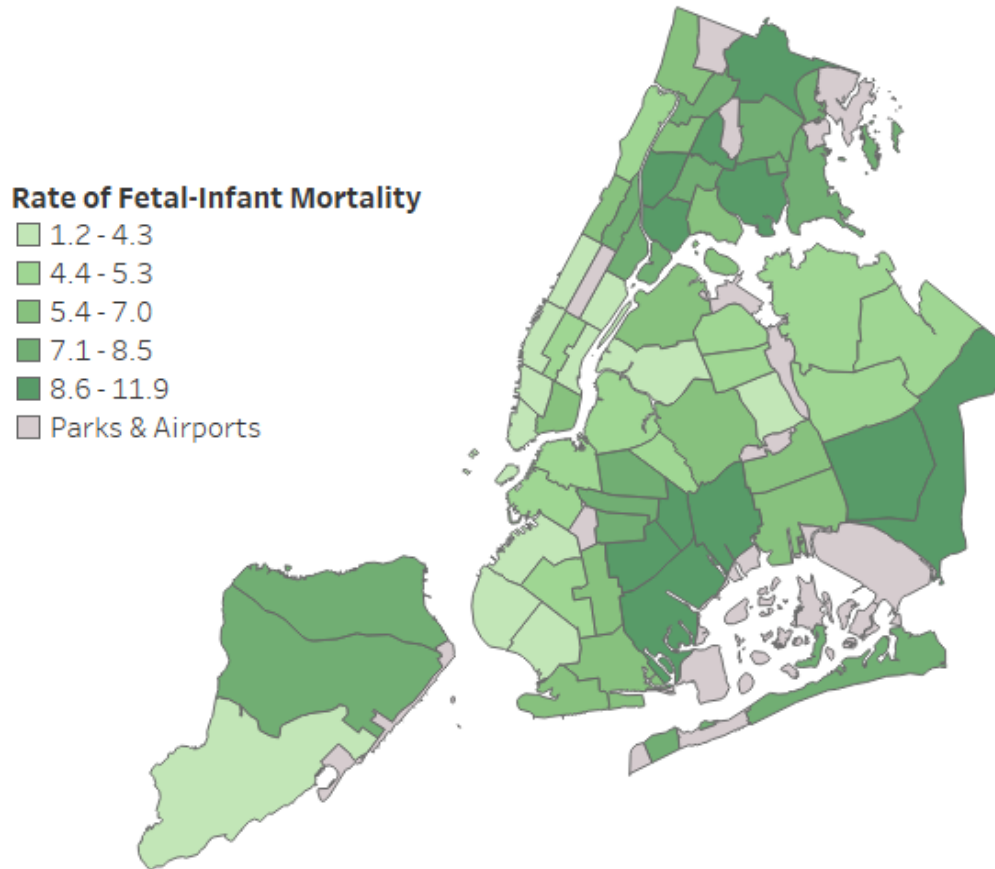 Rate of Fetal-Infant Mortality
1.2 - 4.3
4.4 - 5.3
5.4 - 7.0
7.1 - 8.5
8.6 - 11.9
Parks & Airports